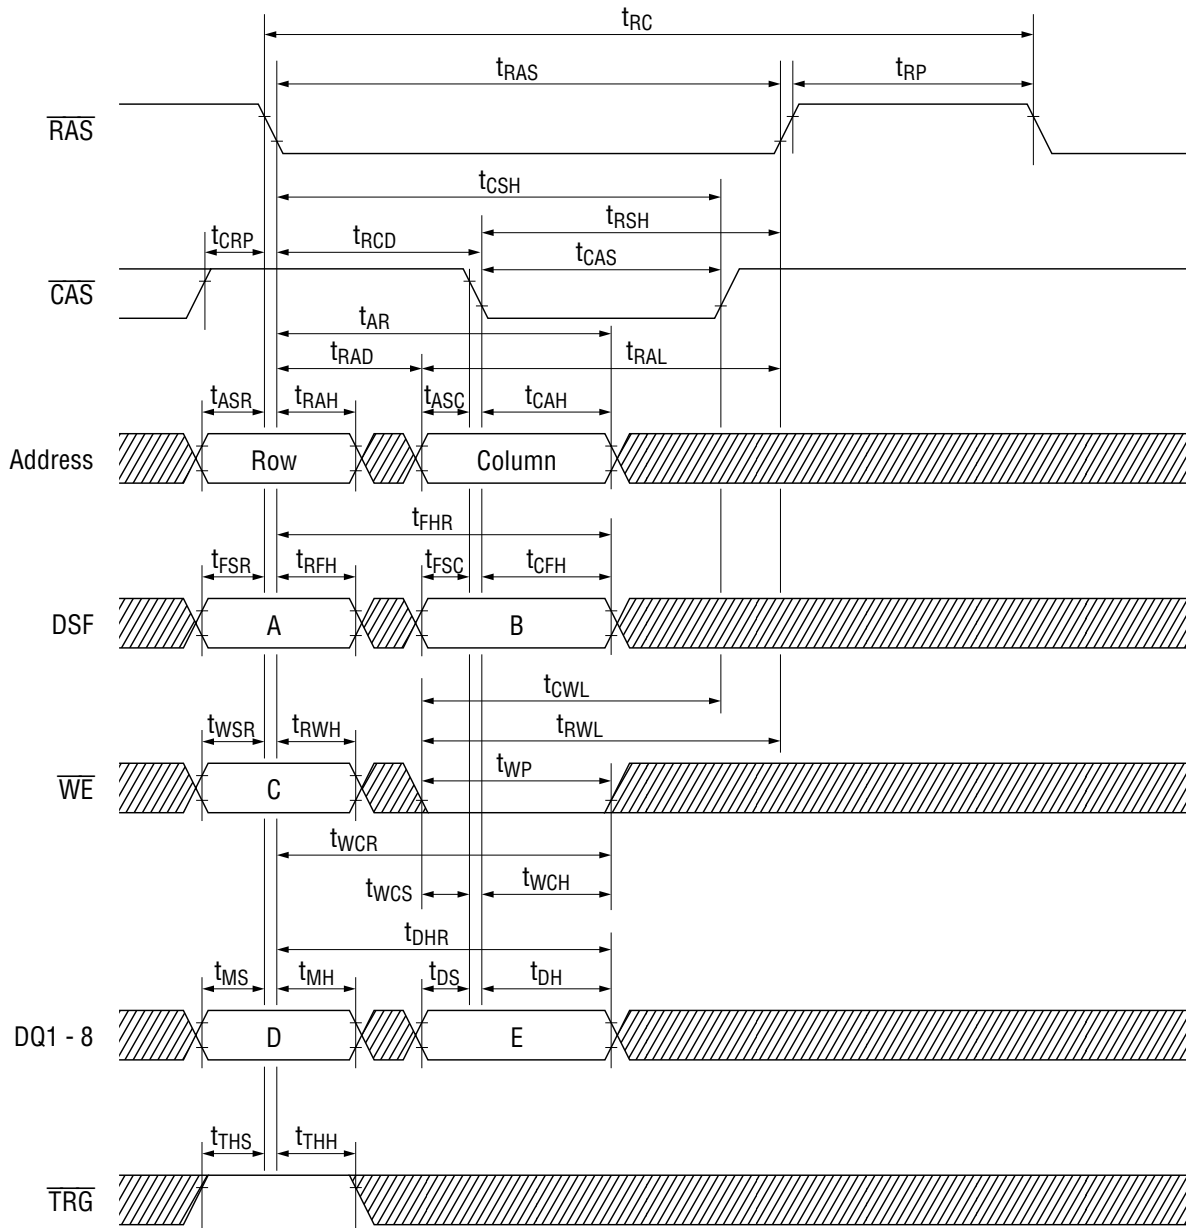 tRC
tRAS tRP
RAS
tCSH
tRSH
tCRP tRCD
tCAS
CAS
tAR
tRAD tRAL
tASR tRAH tASC tCAH
Address Row Column
tFHR
tFSR tRFH tFSC tCFH
DSF A B
tCWL
tWSR tRWH tRWL
tWP
WE C
tWCR
tWCS tWCH
tDHR
tMS tMH tDS tDH
DQ1 - 8 D E
tTHS tTHH
TRG